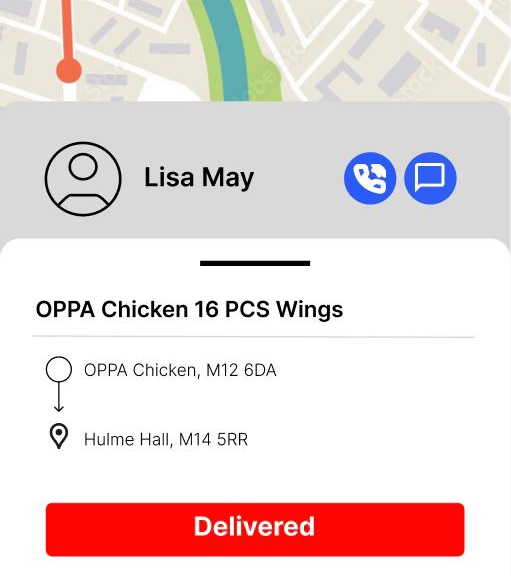 Lisa May
OPPA Chicken 16 PCS Wings
OPPA Chicken, M12 6DA
Hulme Hall, M14 5RR
Delivered